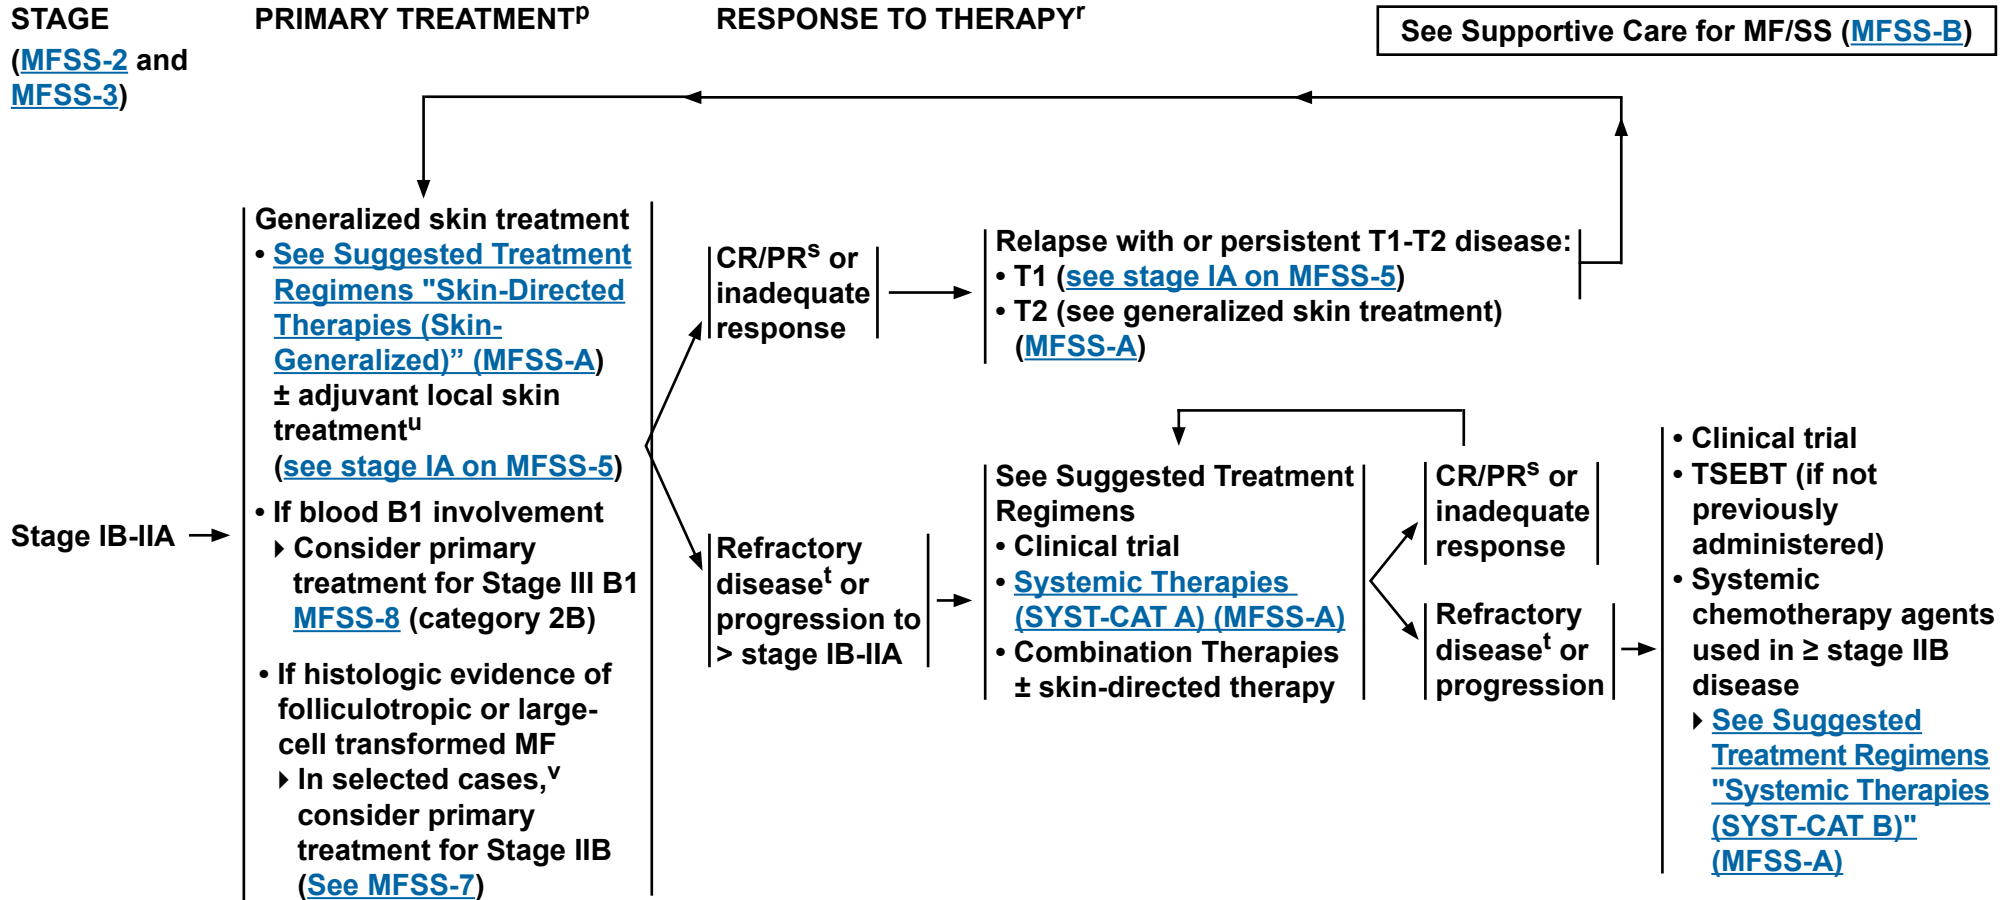 STAGE
(MFSS-2 and
MFSS-3)
PRIMARY TREATMENTp
RESPONSE TO THERAPYr
See Supportive Care for MF/SS (MFSS-B)
Stage IB-IIA
Generalized skin treatment
• See Suggested Treatment
Regimens "Skin-Directed
Therapies (Skin-
Generalized)” (MFSS-A)
± adjuvant local skin
treatmentu
(see stage IA on MFSS-5)
• If blood B1 involvement
▸ Consider primary
treatment for Stage III B1
MFSS-8 (category 2B)
• If histologic evidence of
folliculotropic or large-
cell transformed MF
▸ In selected cases,v
consider primary
treatment for Stage IIB
(See MFSS-7)
CR/PRs or
inadequate
response
Relapse with or persistent T1-T2 disease:
• T1 (see stage IA on MFSS-5)
• T2 (see generalized skin treatment)
(MFSS-A)
Refractory
diseaset or
progression to
> stage IB-IIA
See Suggested Treatment
Regimens
• Clinical trial
• Systemic Therapies
(SYST-CAT A) (MFSS-A)
• Combination Therapies
± skin-directed therapy
CR/PRs or
inadequate
response
Refractory
diseaset or
progression
• Clinical trial
• TSEBT (if not
previously
administered)
• Systemic
chemotherapy agents
used in ≥ stage IIB
disease
▸ See Suggested
Treatment Regimens
"Systemic Therapies
(SYST-CAT B)"
(MFSS-A)